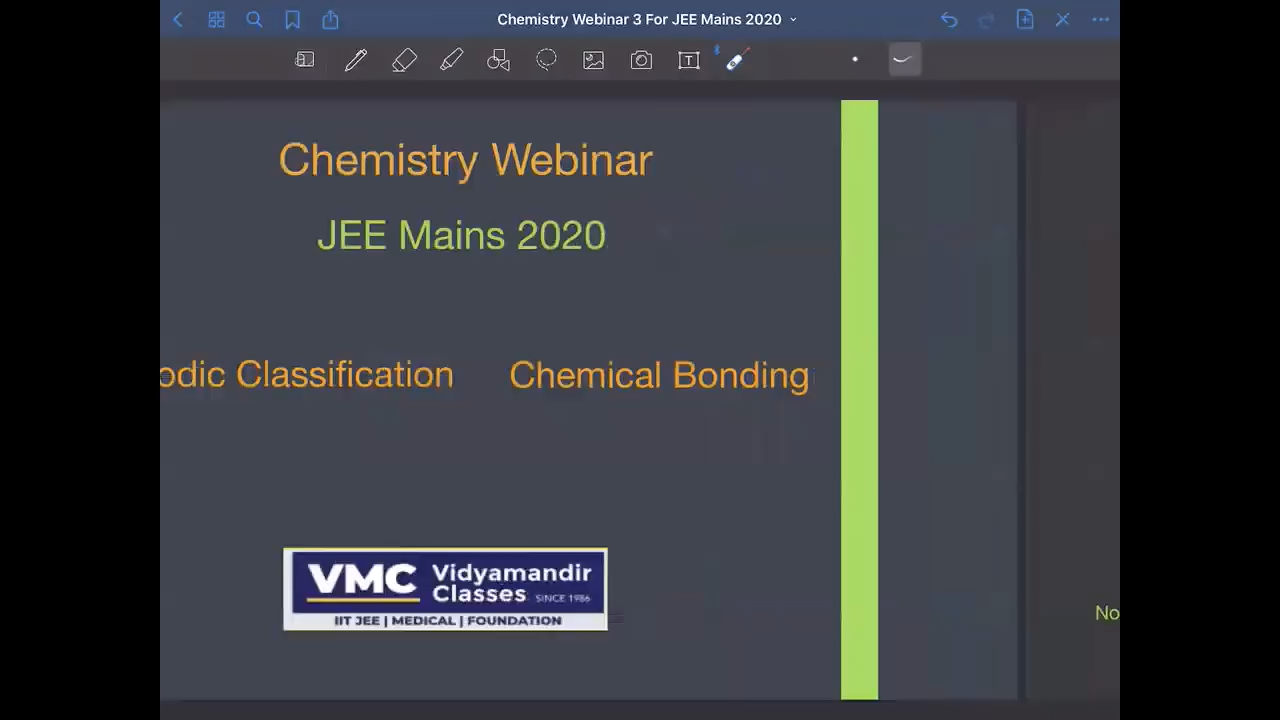 Chemistry Webinar 3 For JEE Mains 2020
T
Chemistry Webinar
JEE Mains 2020
odic Classification Chemical Bonding
VMC Vidyamandir
Classes SINCE 1986
IIT JEE | MEDICAL | FOUNDATION
No